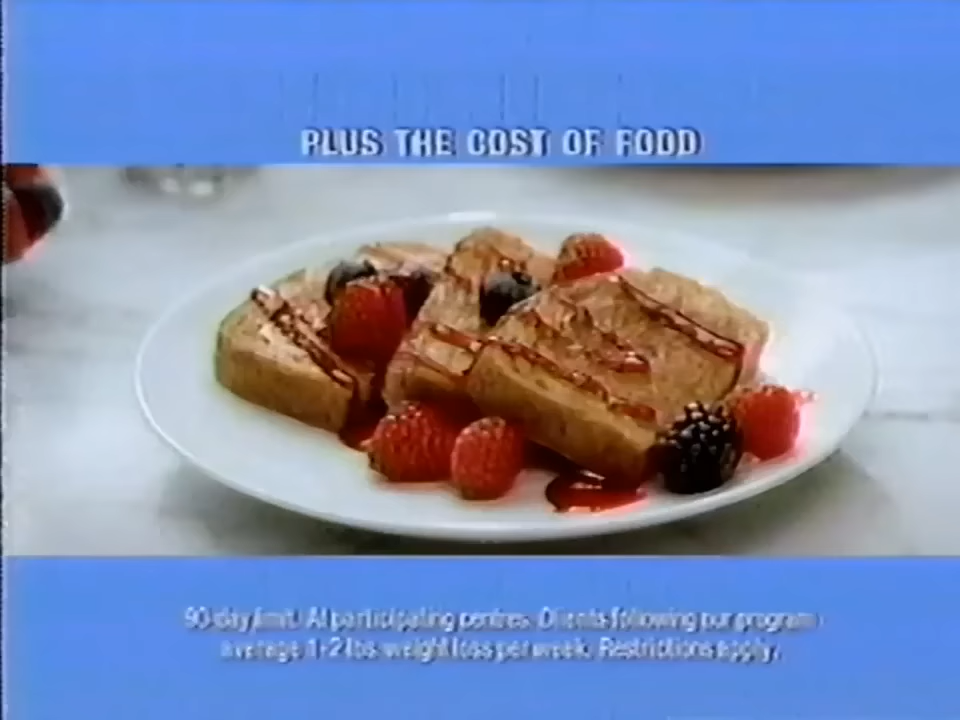 PLUS THE COST OF FOOD
90 day limit. At participating centres. Clients following our program
average 1-2 lbs. weight loss per week. Restrictions apply.